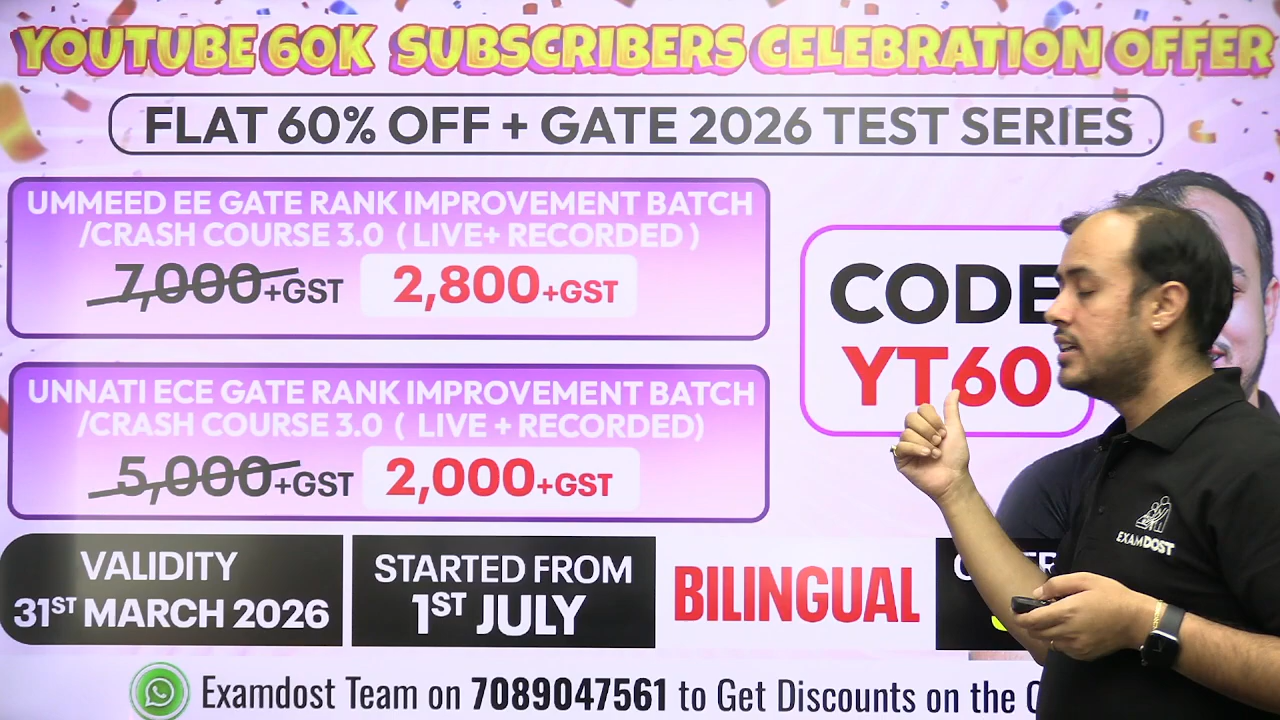 YOUTUBE 60K SUBSCRIBERS CELEBRATION OFFER
FLAT 60% OFF + GATE 2026 TEST SERIES
UMMEED EE GATE RANK IMPROVEMENT BATCH
/CRASH COURSE 3.0 ( LIVE+ RECORDED )
7,000+GST 2,800+GST
CODE
YT60
UNNATI ECE GATE RANK IMPROVEMENT BATCH
/CRASH COURSE 3.0 ( LIVE + RECORDED)
5,000+GST 2,000+GST
EXAMDOST
VALIDITY
31ST MARCH 2026
STARTED FROM
1ST JULY
BILINGUAL
Examdost Team on 7089047561 to Get Discounts on the